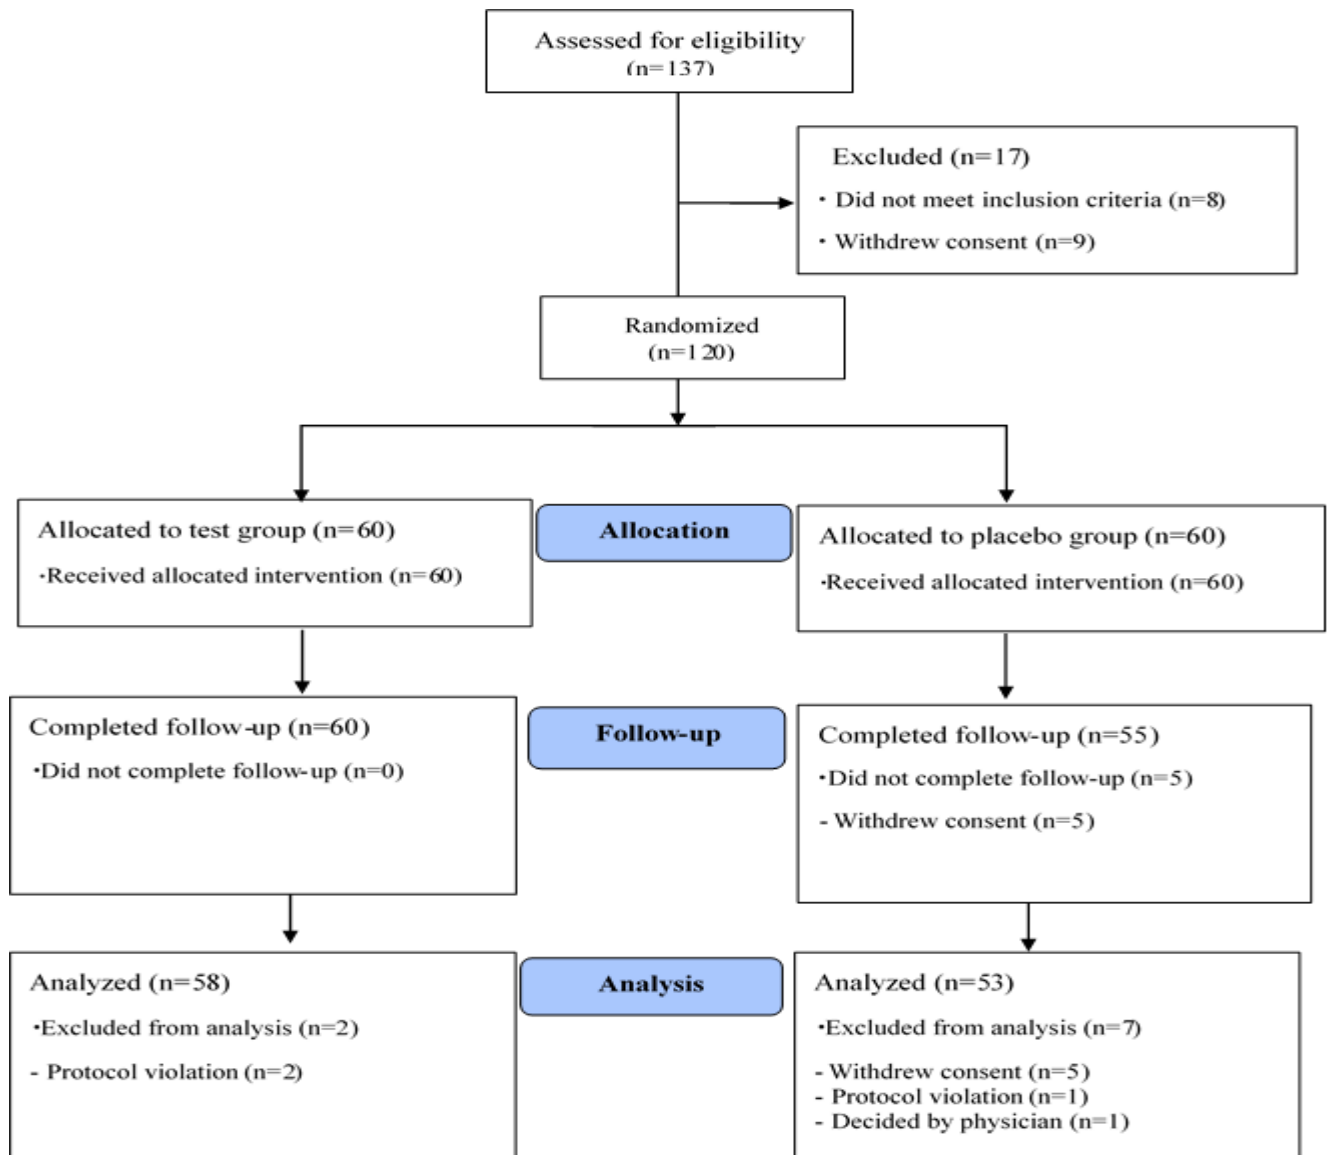 Assessed for eligibility
(n=137)
Excluded (n=17)
· Did not meet inclusion criteria (n=8)
· Withdrew consent (n=9)
Randomized
(n=120)
Allocated to test group (n=60)
·Received allocated intervention (n=60)
Allocation
Allocated to placebo group (n=60)
·Received allocated intervention (n=60)
Completed follow-up (n=60)
·Did not complete follow-up (n=0)
Follow-up
Completed follow-up (n=55)
·Did not complete follow-up (n=5)
- Withdrew consent (n=5)
Analyzed (n=58)
·Excluded from analysis (n=2)
- Protocol violation (n=2)
Analysis
Analyzed (n=53)
·Excluded from analysis (n=7)
- Withdrew consent (n=5)
- Protocol violation (n=1)
- Decided by physician (n=1)